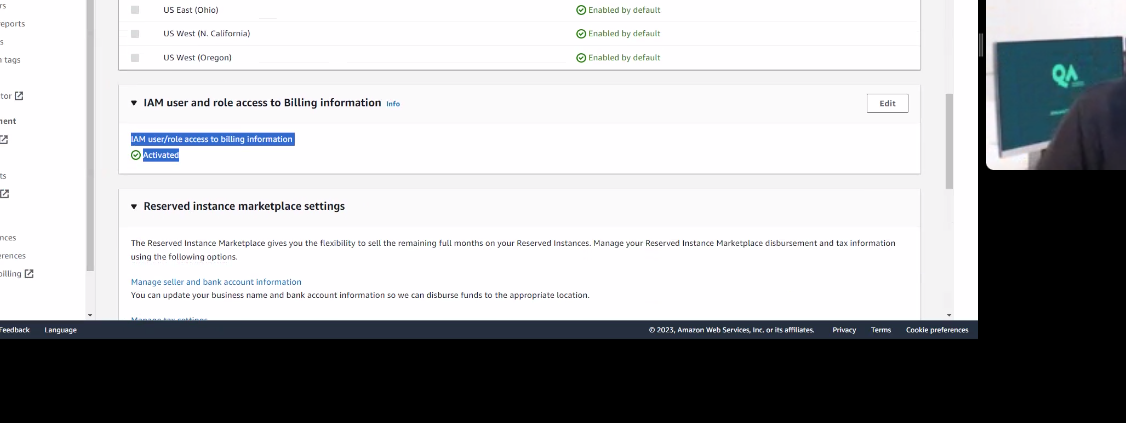 rs
US East (Ohio)
Enabled by default
eports
s
US West (N. California)
Enabled by default
n tags
US West (Oregon)
Enabled by default
tor
IAM user and role access to Billing information Info
Edit
ment
IAM user/role access to billing information
Activated
ts
Reserved instance marketplace settings
nces
The Reserved Instance Marketplace gives you the flexibility to sell the remaining full months on your Reserved Instances. Manage your Reserved Instance Marketplace disbursement and tax information
erences
using the following options.
illing
Manage seller and bank account information
You can update your business name and bank account information so we can disburse funds to the appropriate location.
Manage tax settings
Feedback
Language
© 2023, Amazon Web Services, Inc. or its affiliates.
Privacy
Terms
Cookie preferences
QA